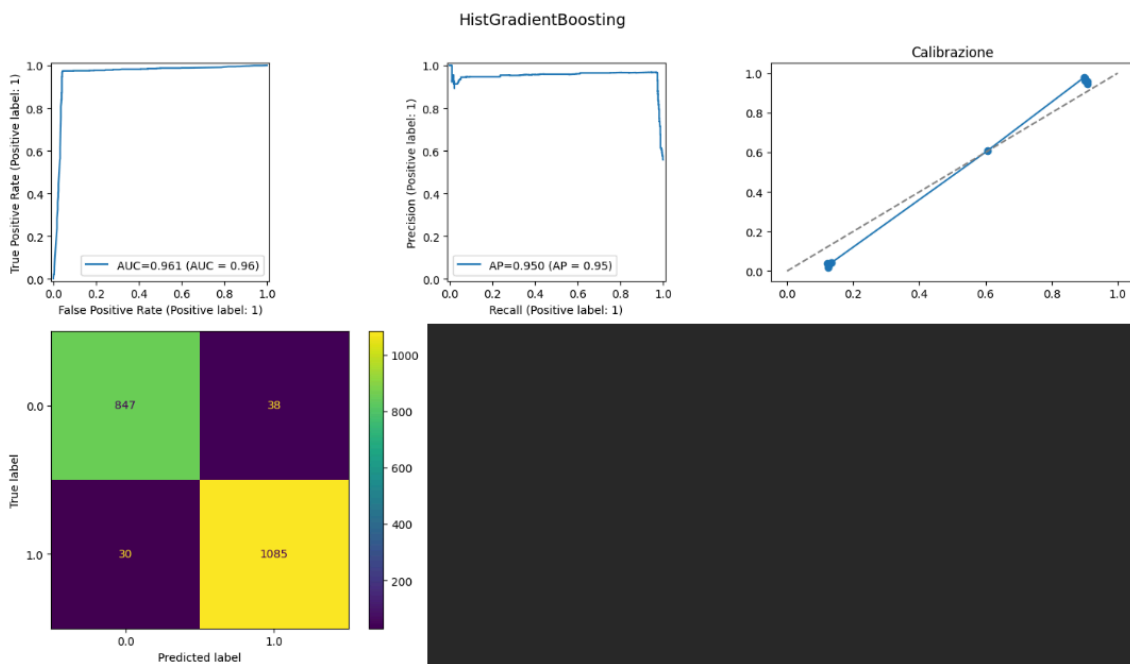 HistGradientBoosting
True Positive Rate (Positive label: 1)
1.0
0.8
0.6
0.4
0.2
0.0
AUC=0.961 (AUC = 0.96)
0.0 0.2 0.4 0.6 0.8 1.0
False Positive Rate (Positive label: 1)
Precision (Positive label: 1)
1.0
0.8
0.6
0.4
0.2
0.0
AP=0.950 (AP = 0.95)
0.0 0.2 0.4 0.6 0.8 1.0
Recall (Positive label: 1)
Calibrazione
1.0
0.8
0.6
0.4
0.2
0.0
0.0 0.2 0.4 0.6 0.8 1.0
True label
0.0
1.0
847 38
30 1085
0.0 1.0
Predicted label
1000
800
600
400
200